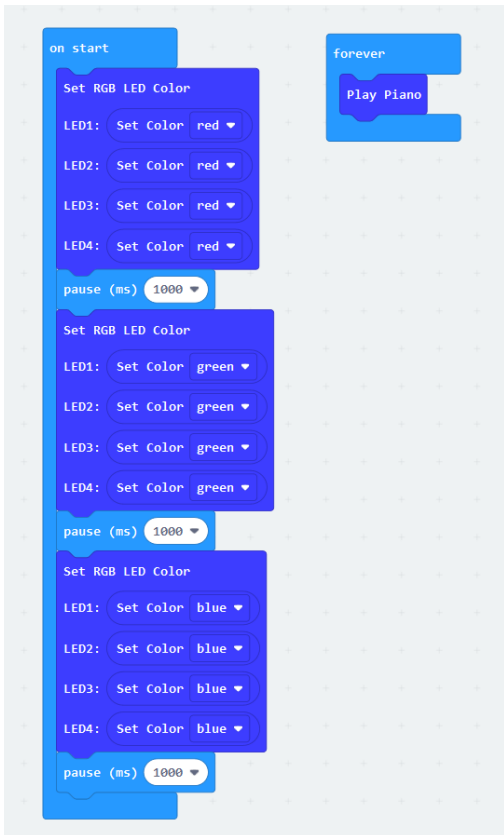 on start
Set RGB LED Color
LED1: Set Color red
LED2: Set Color red
LED3: Set Color red
LED4: Set Color red
pause (ms) 1000
Set RGB LED Color
LED1: Set Color green
LED2: Set Color green
LED3: Set Color green
LED4: Set Color green
pause (ms) 1000
Set RGB LED Color
LED1: Set Color blue
LED2: Set Color blue
LED3: Set Color blue
LED4: Set Color blue
pause (ms) 1000
forever
Play Piano